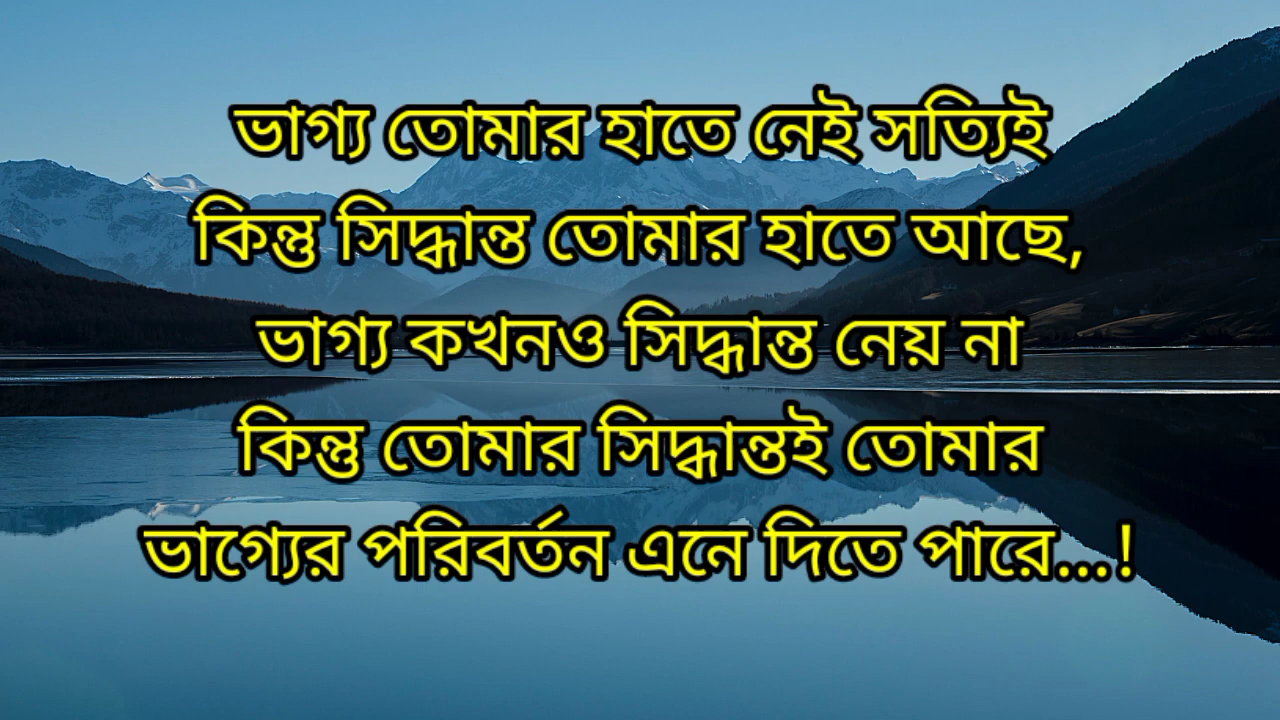 ভাগ্য তোমার হাতে নেই সত্যিই
কিন্তু সিদ্ধান্ত তোমার হাতে আছে,
ভাগ্য কখনও সিদ্ধান্ত নেয় না
কিন্তু তোমার সিদ্ধান্তই তোমার
ভাগ্যের পরিবর্তন এনে দিতে পারে...!